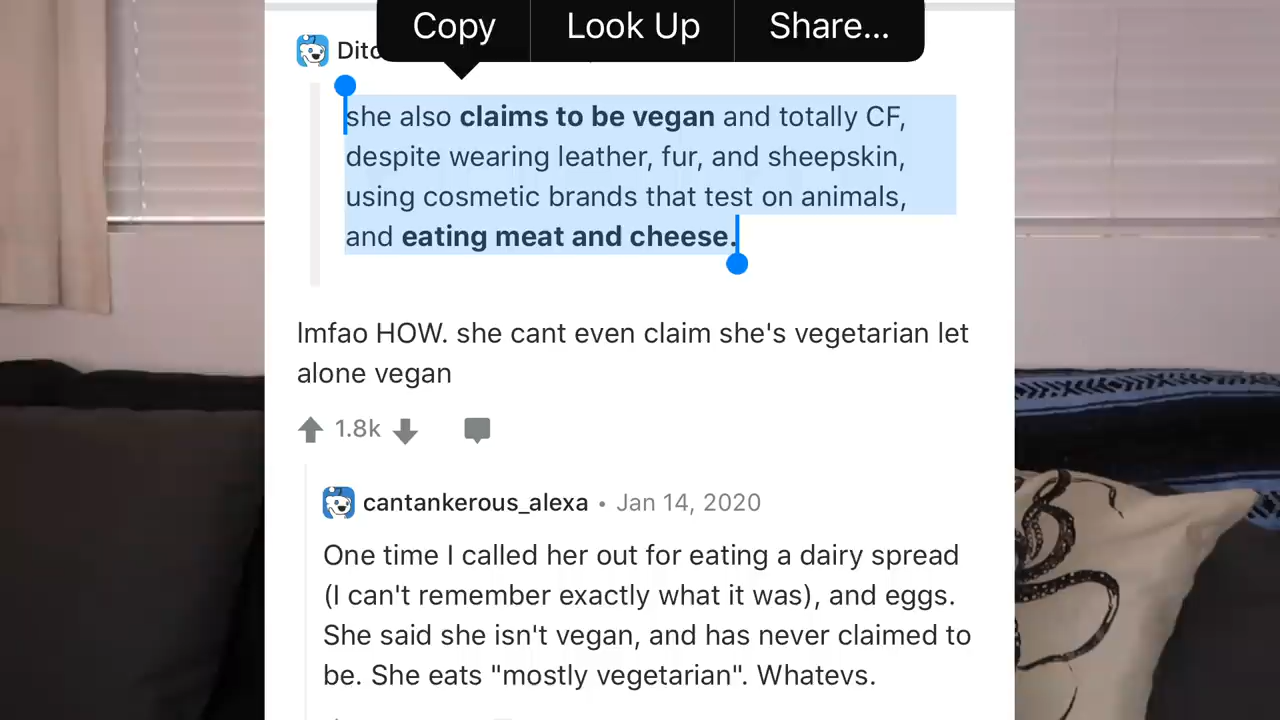 Copy
Look Up
Share...
she also claims to be vegan and totally CF,
despite wearing leather, fur, and sheepskin,
using cosmetic brands that test on animals,
and eating meat and cheese.
lmfao HOW. she cant even claim she's vegetarian let
alone vegan
1.8k
cantankerous_alexa • Jan 14, 2020
One time I called her out for eating a dairy spread
(I can't remember exactly what it was), and eggs.
She said she isn't vegan, and has never claimed to
be. She eats "mostly vegetarian". Whatevs.